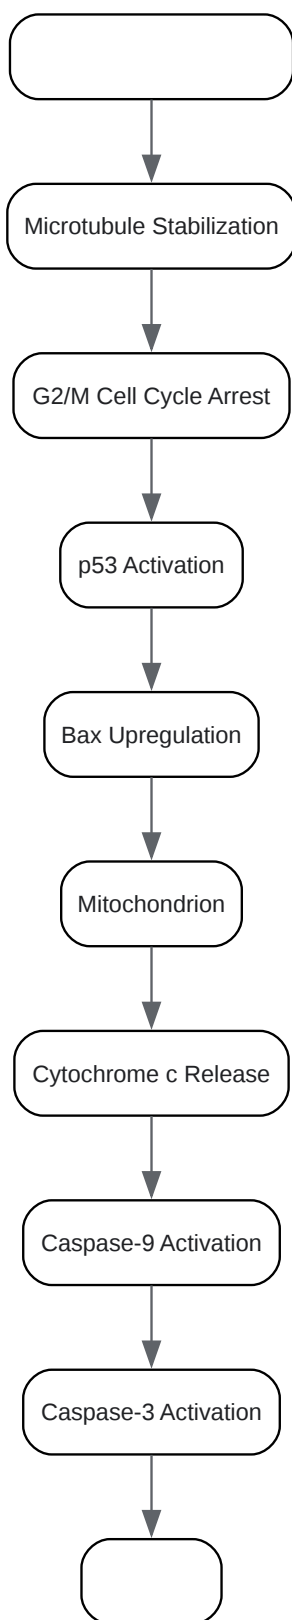 Microtubule Stabilization
G2/M Cell Cycle Arrest
p53 Activation
Bax Upregulation
Mitochondrion
Cytochrome c Release
Caspase-9 Activation
Caspase-3 Activation